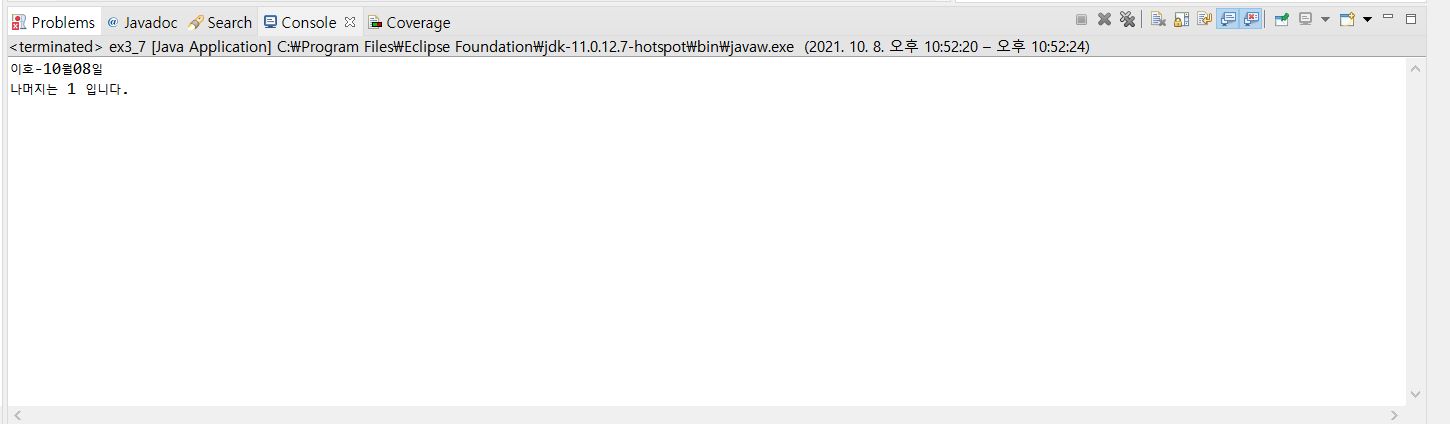 Problems @ Javadoc Search Console Coverage
<terminated> ex3_7 [Java Application] C:₩Program Files₩Eclipse Foundation₩jdk-11.0.12.7-hotspot₩bin₩javaw.exe (2021. 10. 8. 오후 10:52:20 – 오후 10:52:24)
이호-10월08일
나머지는 1 입니다.